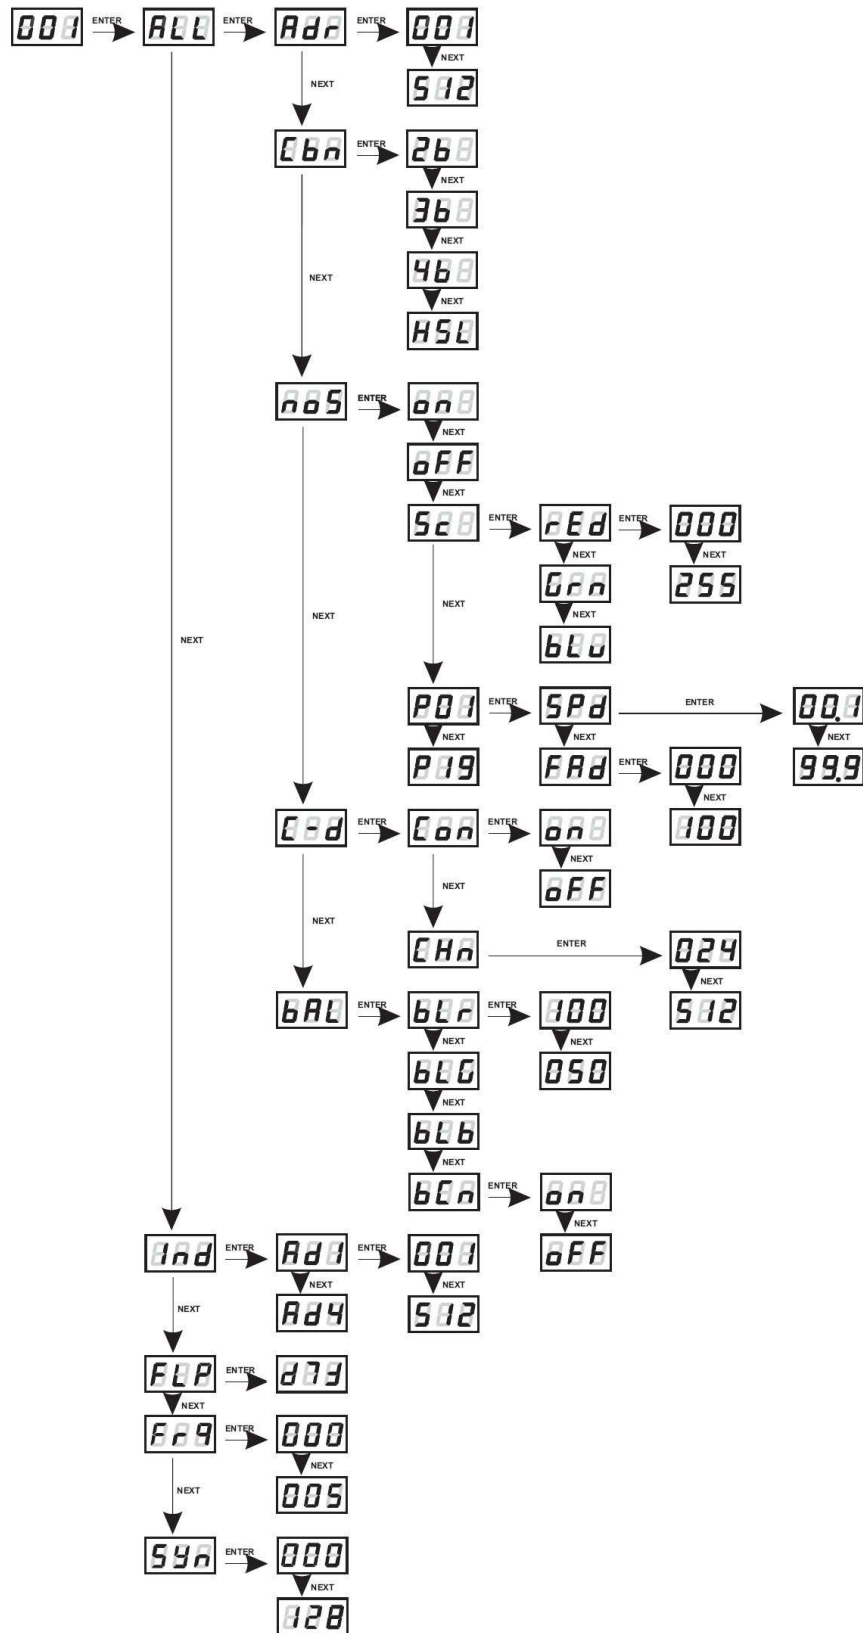 001 ENTER ALL ENTER Adr ENTER 001
NEXT
NEXT
512
Cbn ENTER 2b
NEXT
3b
NEXT
NEXT
4b
NEXT
HSL
noS ENTER on
NEXT
oFF
NEXT
Sc ENTER rEd ENTER 000
NEXT NEXT
Grn 255
NEXT NEXT NEXT
NEXT
bLu
P01 ENTER SPd ENTER 00.1
NEXT NEXT NEXT
P19 FAd ENTER 000 99.9
NEXT
C-d ENTER Con ENTER on 100
NEXT
NEXT NEXT
oFF
CHn ENTER 024
NEXT
bAL ENTER bLr ENTER 100 512
NEXT NEXT
bLG 050
NEXT
bLb
NEXT
bCn ENTER on
NEXT
Ind ENTER Ad1 ENTER 001 oFF
NEXT NEXT
NEXT
Ad4 512
FLP ENTER d73
NEXT
Frq ENTER 000
NEXT
NEXT
005
SYn ENTER 000
NEXT
128